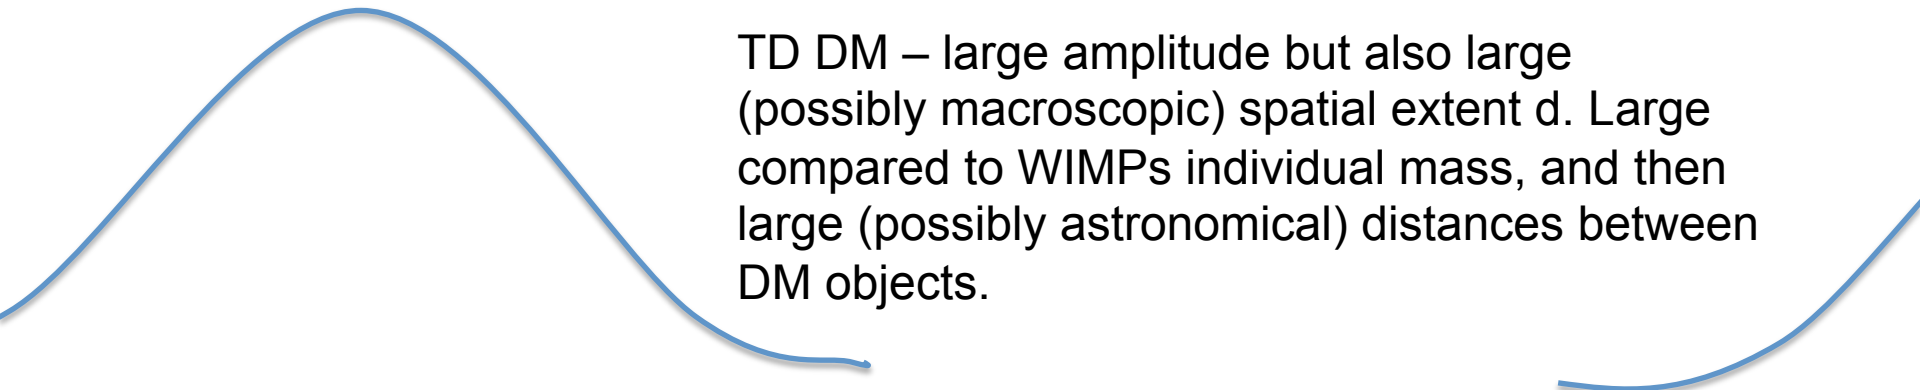 TD DM – large amplitude but also large
(possibly macroscopic) spatial extent d. Large
compared to WIMPs individual mass, and then
large (possibly astronomical) distances between
DM objects.